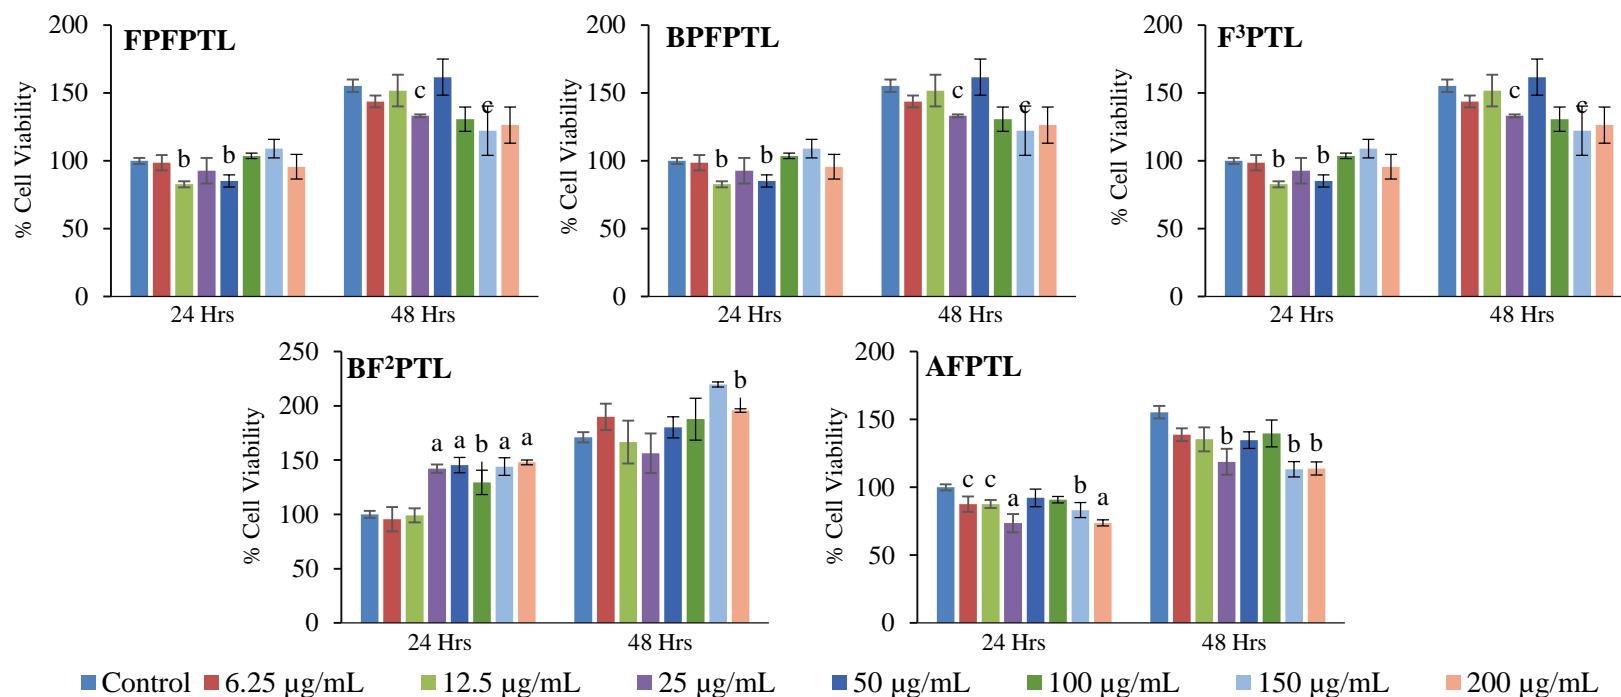 FPFPTL
% Cell Viability
200
150
100
50
0
b
b
c
c
24 Hrs
48 Hrs
BPFPTL
% Cell Viability
200
150
100
50
0
b
b
c
c
24 Hrs
48 Hrs
F³PTL
% Cell Viability
200
150
100
50
0
b
b
c
c
24 Hrs
48 Hrs
BF²PTL
% Cell Viability
250
200
150
100
50
0
a
a
b
a
a
b
24 Hrs
48 Hrs
AFPTL
% Cell Viability
200
150
100
50
0
c
c
a
b
a
b
b
b
24 Hrs
48 Hrs
Control
6.25 µg/mL
12.5 µg/mL
25 µg/mL
50 µg/mL
100 µg/mL
150 µg/mL
200 µg/mL